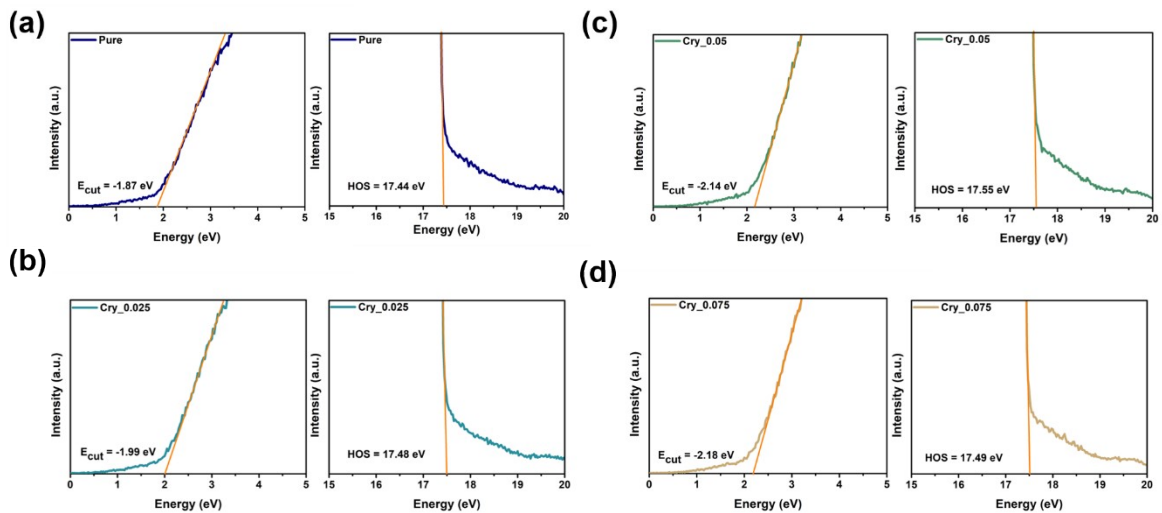 (a)
Pure
Intensity (a.u.)
E_cut = -1.87 eV
0 1 2 3 4 5
Energy (eV)
Pure
Intensity (a.u.)
HOS = 17.44 eV
15 16 17 18 19 20
Energy (eV)
(c)
Cry_0.05
Intensity (a.u.)
E_cut = -2.14 eV
0 1 2 3 4 5
Energy (eV)
Cry_0.05
Intensity (a.u.)
HOS = 17.55 eV
15 16 17 18 19 20
Energy (eV)
(b)
Cry_0.025
Intensity (a.u.)
E_cut = -1.99 eV
0 1 2 3 4 5
Energy (eV)
Cry_0.025
Intensity (a.u.)
HOS = 17.48 eV
15 16 17 18 19 20
Energy (eV)
(d)
Cry_0.075
Intensity (a.u.)
E_cut = -2.18 eV
0 1 2 3 4 5
Energy (eV)
Cry_0.075
Intensity (a.u.)
HOS = 17.49 eV
15 16 17 18 19 20
Energy (eV)